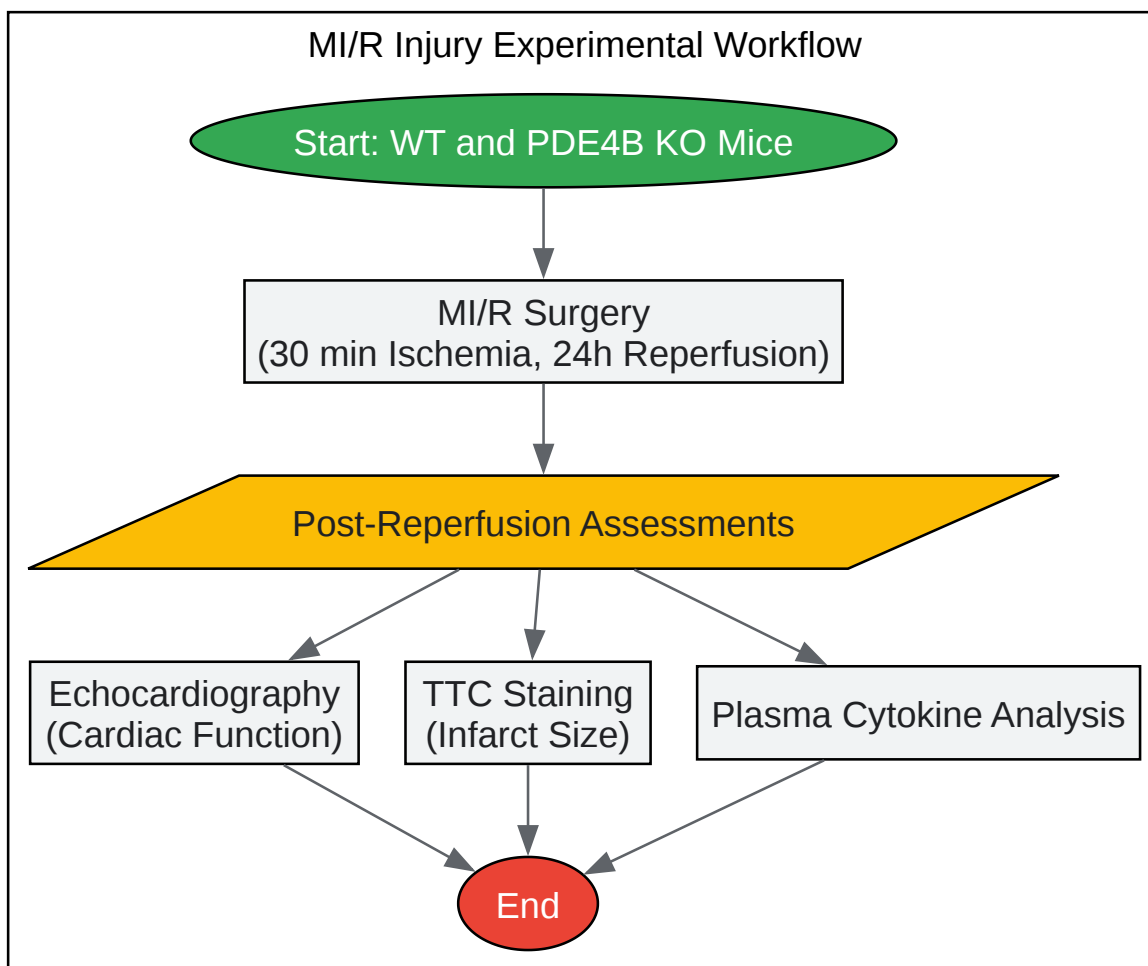 MI/R Injury Experimental Workflow
Start: WT and PDE4B KO Mice
MI/R Surgery
(30 min Ischemia, 24h Reperfusion)
Post-Reperfusion Assessments
Echocardiography
(Cardiac Function)
TTC Staining
(Infarct Size)
Plasma Cytokine Analysis
End